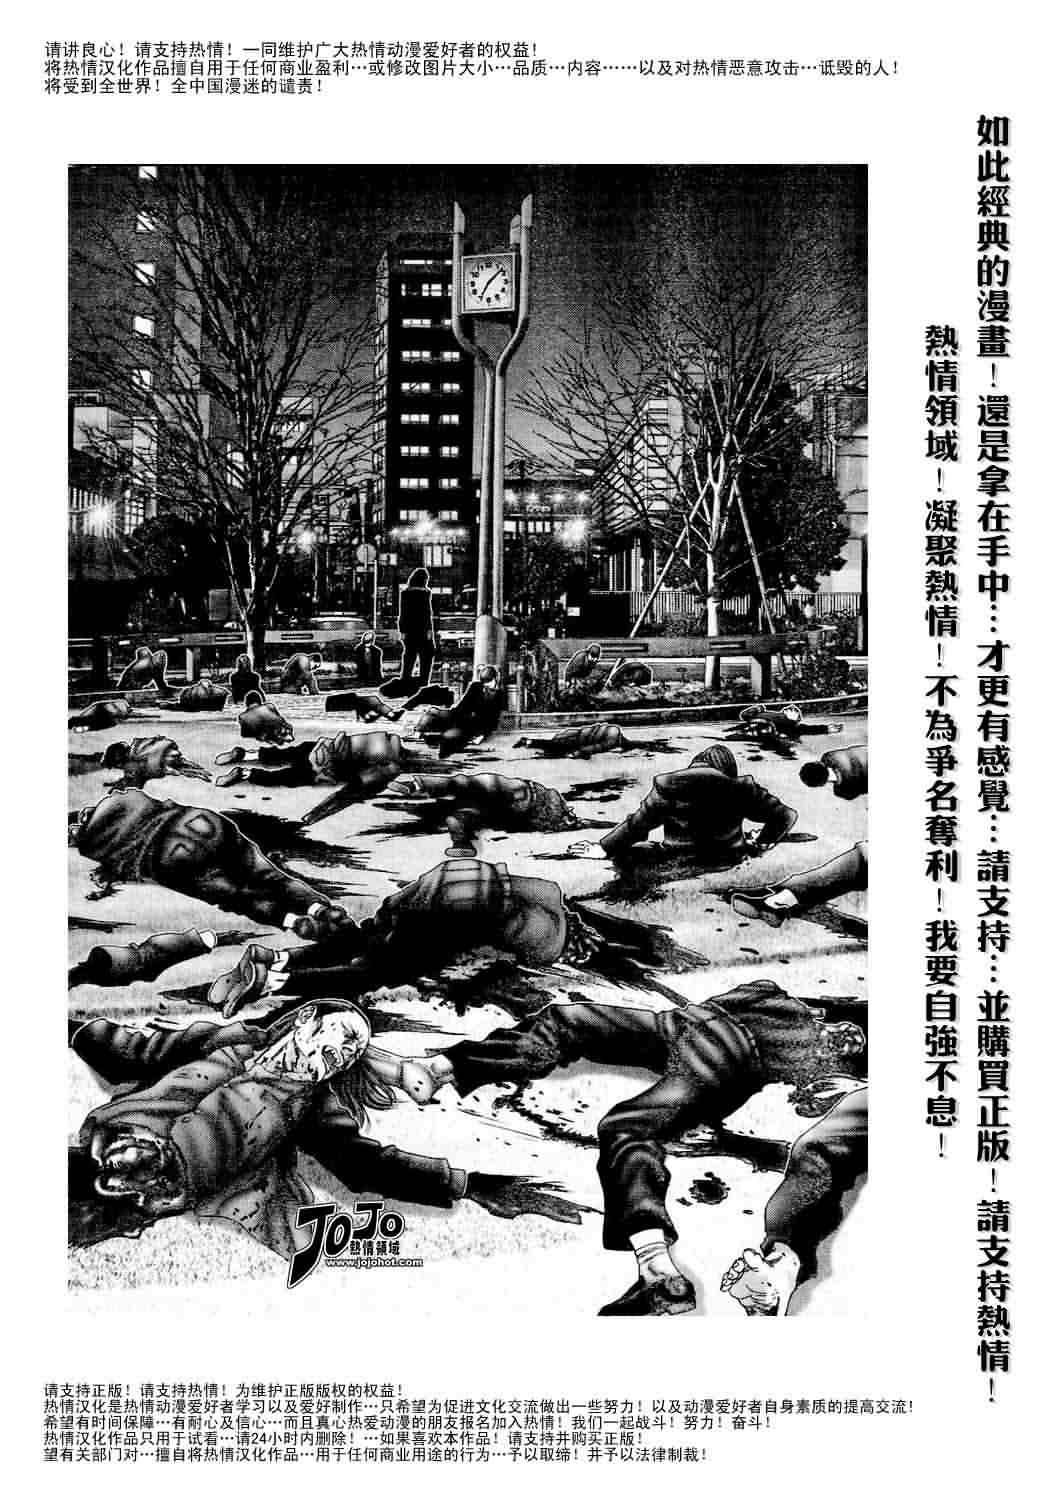 请讲良心！请支持热情！一同维护广大热情动漫爱好者的权益！
将热情汉化作品擅自用于任何商业盈利…或修改图片大小…品质…内容……以及对热情恶意攻击…诋毁的人！
将受到全世界！全中国漫迷的谴责！
如此經典的漫畫！還是拿在手中…才更有感覺…請支持…並購買正版！請支持熱情！
熱情領域！凝聚熱情！不為爭名奪利！我要自強不息！
JOJO
熱情領域
www.jojohot.com
请支持正版！请支持热情！为维护正版版权的权益！
热情汉化是热情动漫爱好者学习以及爱好制作…只希望为促进文化交流做出一些努力！以及动漫爱好者自身素质的提高交流！
希望有时间保障…有耐心及信心…而且真心热爱动漫的朋友报名加入热情！我们一起战斗！努力！奋斗！
热情汉化作品只用于试看…请24小时内删除！…如果喜欢本作品！请支持并购买正版！
望有关部门对…擅自将热情汉化作品…用于任何商业用途的行为…予以取缔！并予以法律制裁！